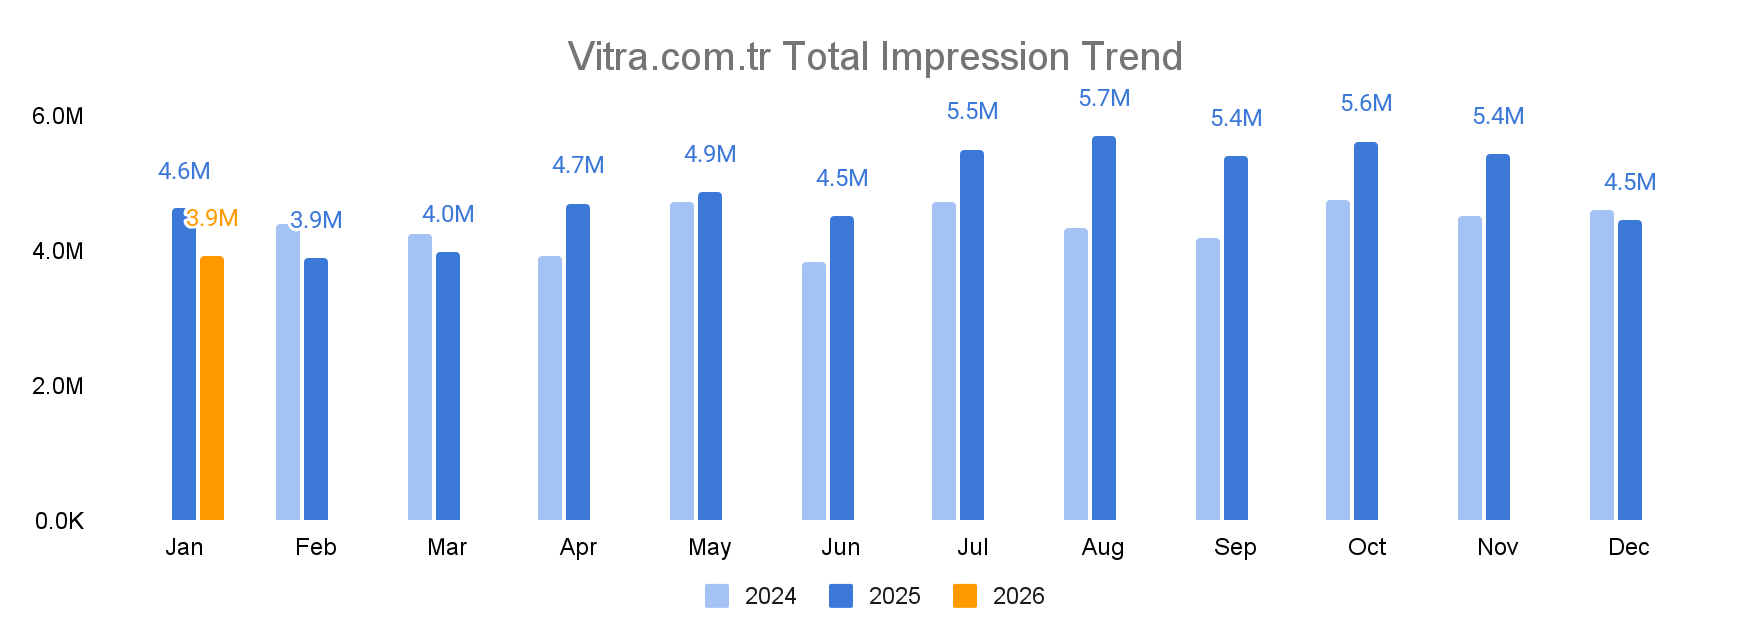 Vitra.com.tr Total Impression Trend
6.0M
4.0M
2.0M
0.0K
4.6M
3.9M
3.9M
4.0M
4.7M
4.9M
4.5M
5.5M
5.7M
5.4M
5.6M
5.4M
4.5M
Jan Feb Mar Apr May Jun Jul Aug Sep Oct Nov Dec
2024 2025 2026